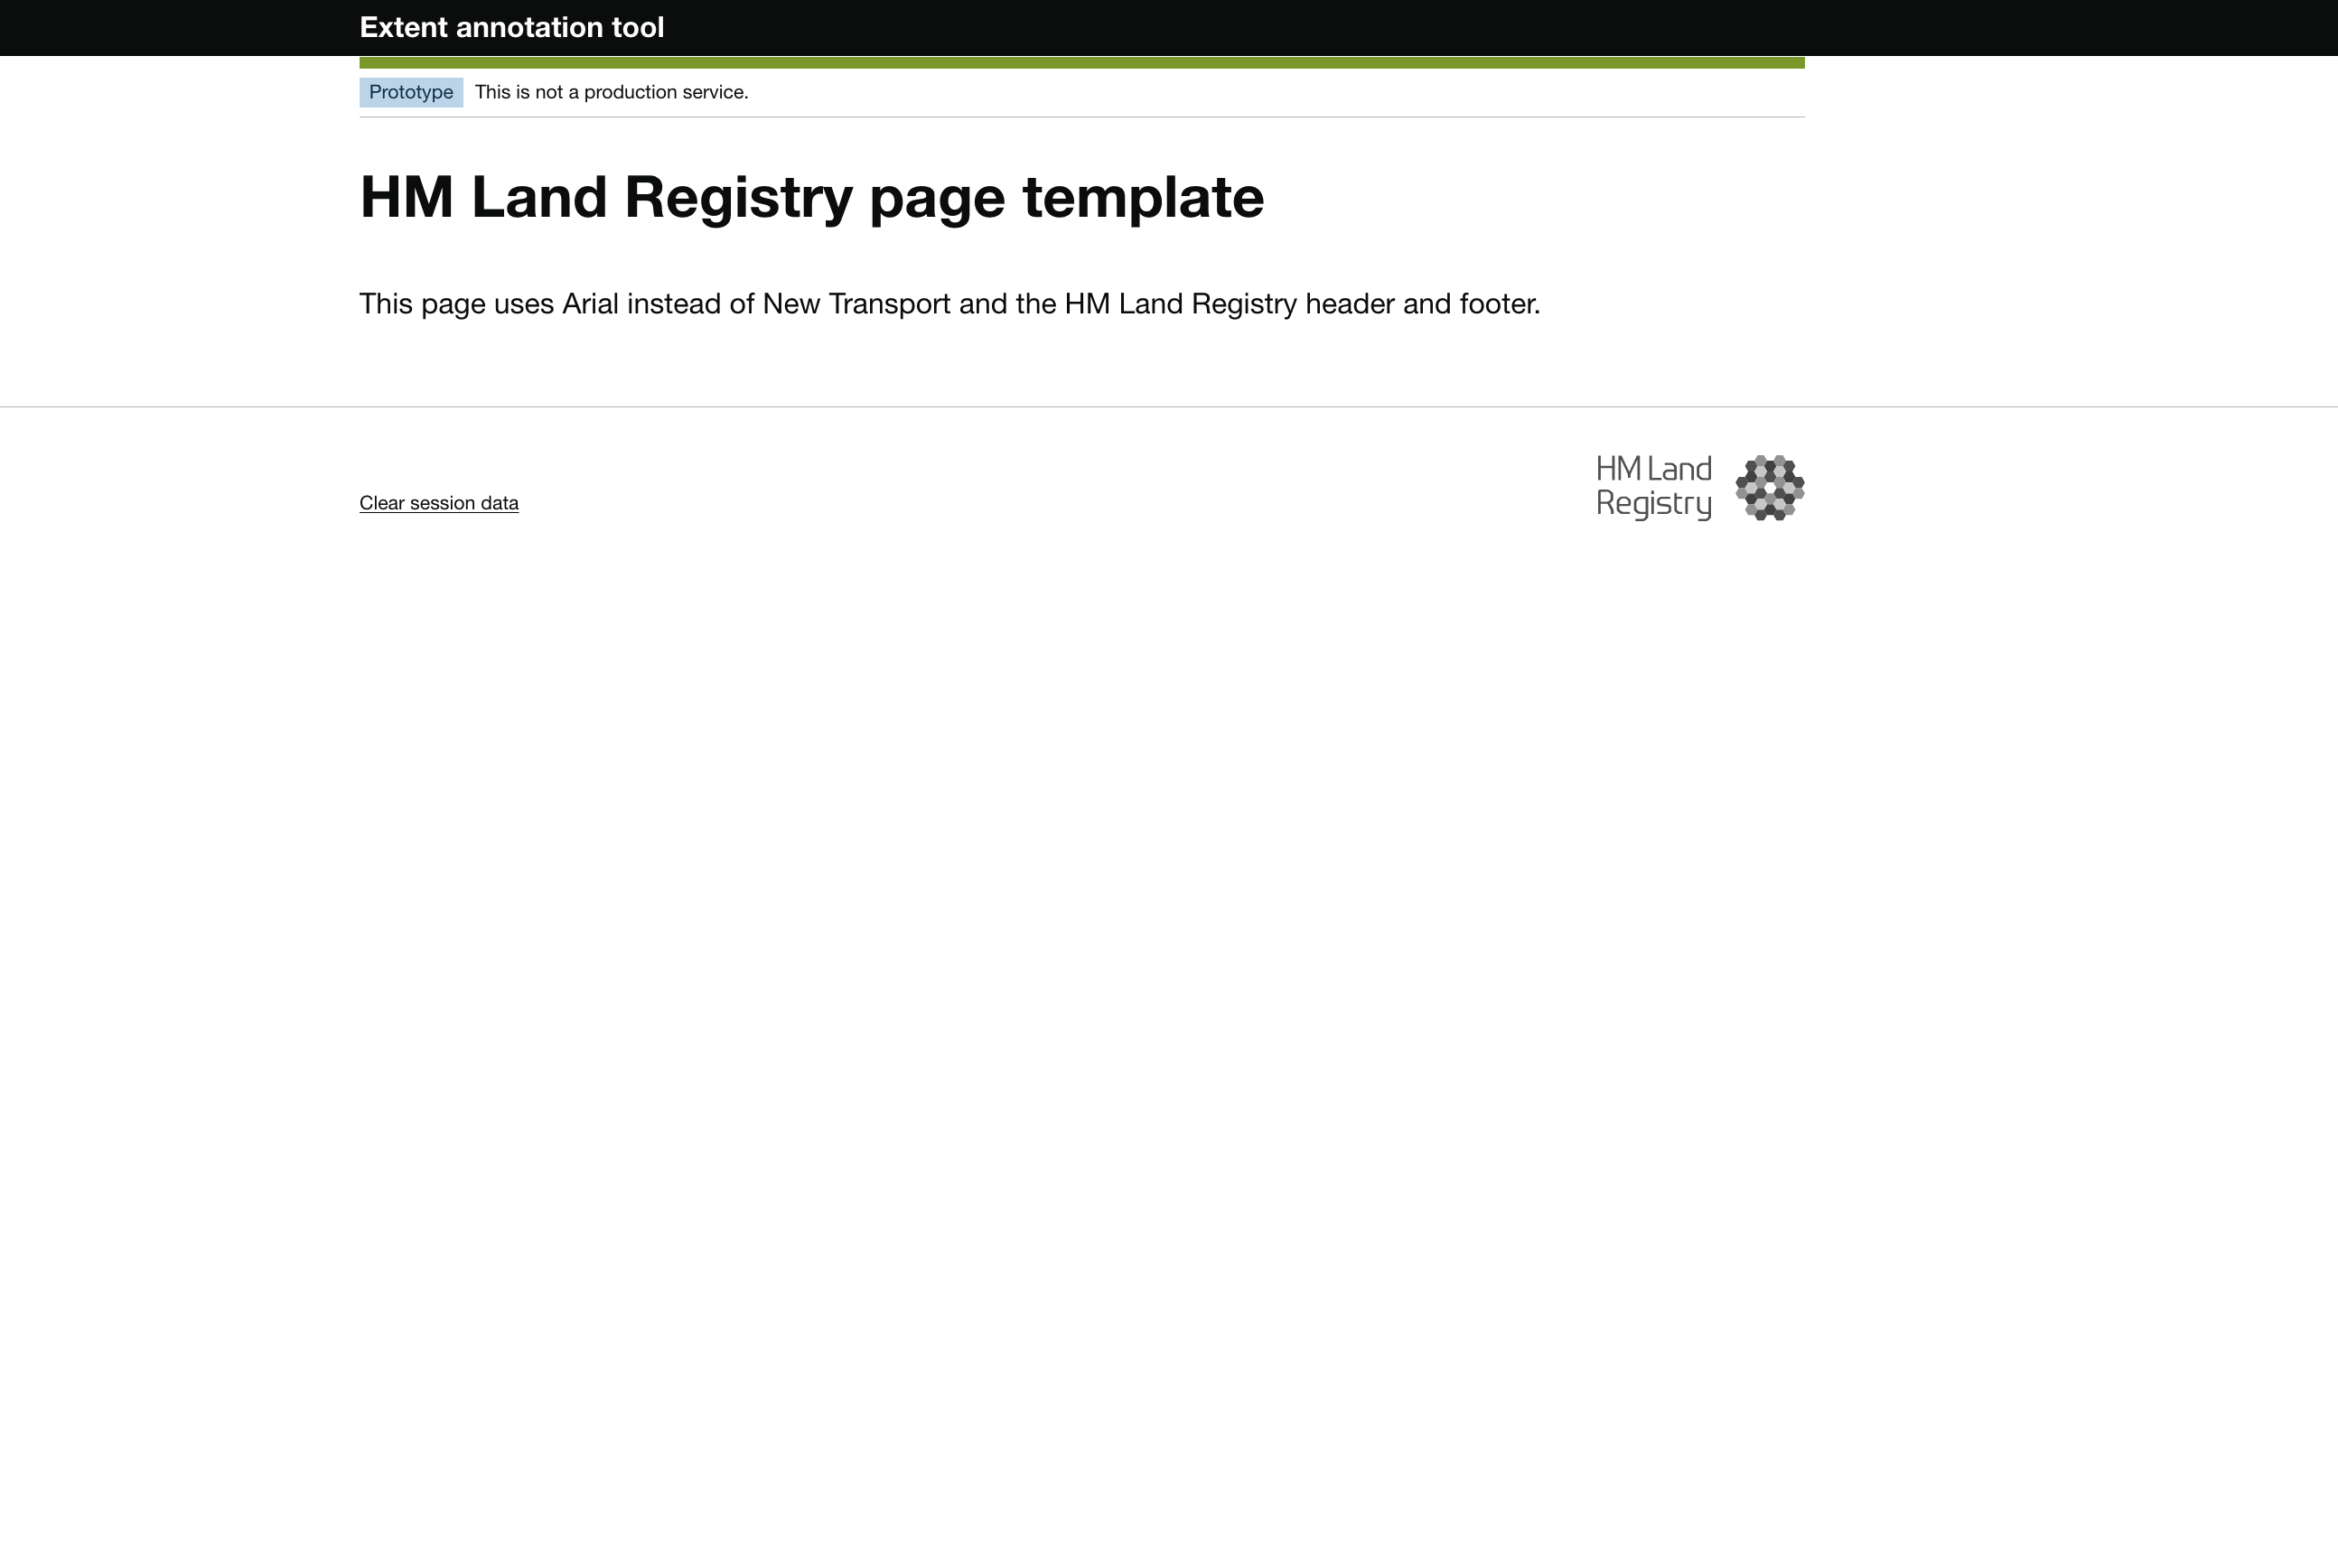 Extent annotation tool
Prototype This is not a production service.
HM Land Registry page template
This page uses Arial instead of New Transport and the HM Land Registry header and footer.
Clear session data
HM Land
Registry